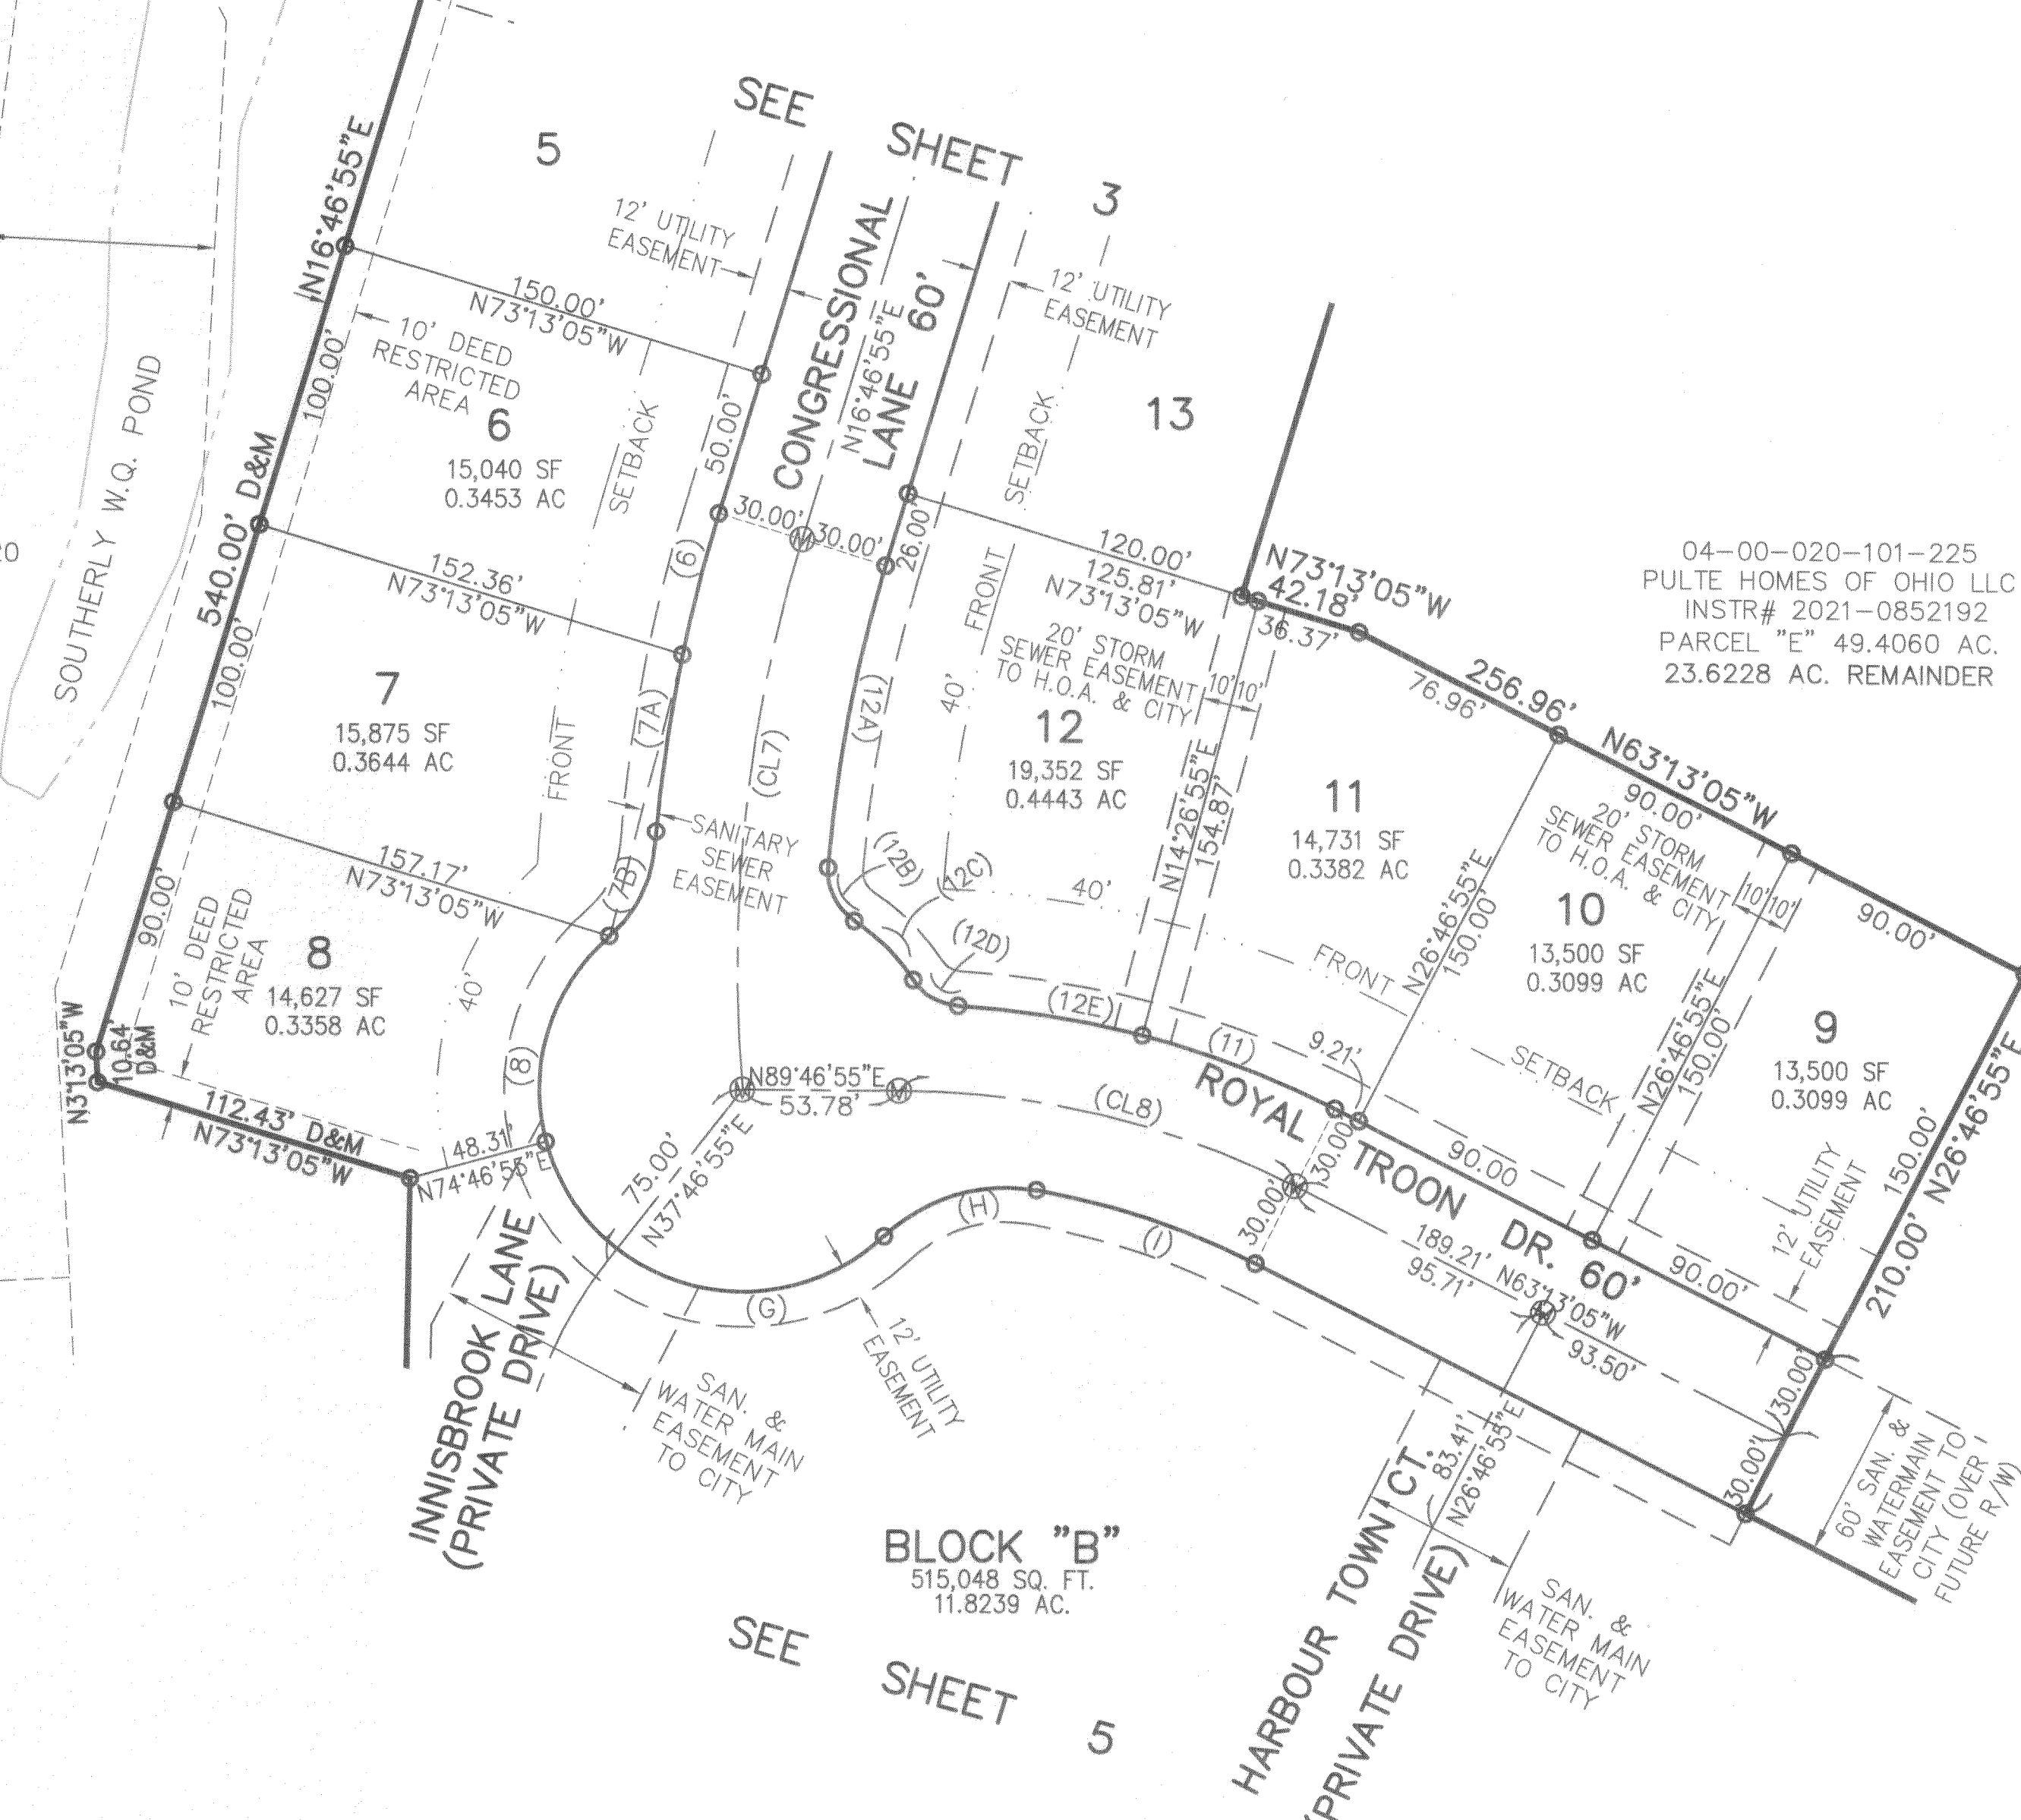 SEE
SHEET
3
5
N16°46'55"E
12' UTILITY
EASEMENT
CONGRESSIONAL
N16°46'55"E
LANE 60'
12' UTILITY
EASEMENT
150.00'
N73°13'05"W
10' DEED
RESTRICTED
AREA
100.00'
6
15,040 SF
0.3453 AC
SETBACK
50.00'
(6)
SETBACK
13
SOUTHERLY W.Q. POND
540.00' D&M
30.00'
M
30.00'
26.00'
120.00'
125.81'
N73°13'05"W
N73°13'05"W
42.18'
36.37'
04-00-020-101-225
PULTE HOMES OF OHIO LLC
INSTR# 2021-0852192
PARCEL "E" 49.4060 AC.
23.6228 AC. REMAINDER
152.36'
N73°13'05"W
100.00'
7
15,875 SF
0.3644 AC
FRONT
(7A)
(CL7)
(12A)
FRONT
40'
20' STORM
SEWER EASEMENT
TO H.O.A. & CITY
10'
10'
12
19,352 SF
0.4443 AC
N14°26'55"E
154.87'
256.96'
76.96'
N63°13'05"W
90.00'
11
14,731 SF
0.3382 AC
SANITARY
SEWER
EASEMENT
(7B)
(12B)
(12C)
(12D)
40'
157.17'
N73°13'05"W
90.00'
10' DEED
RESTRICTED
AREA
8
14,627 SF
0.3358 AC
40'
(8)
(12E)
(11)
FRONT
SETBACK
N26°46'55"E
150.00'
20' STORM
SEWER EASEMENT
TO H.O.A. & CITY
10'
10'
10
13,500 SF
0.3099 AC
90.00'
N26°46'55"E
150.00'
9
13,500 SF
0.3099 AC
N3°13'05"W
10.64'
D&M
112.43' D&M
N73°13'05"W
48.31'
N74°46'55"E
M
N89°46'55"E
53.78'
M
(CL8)
9.21'
ROYAL TROON DR. 60'
90.00
90.00'
12' UTILITY
EASEMENT
150.00'
210.00' N26°46'55"E
75.00'
N37°46'55"E
(H)
(I)
(G)
30.00'
30.00'
M
189.21' N63°13'05"W
95.71'
M
93.50'
30.00'
30.00'
INNISBROOK LANE
(PRIVATE DRIVE)
12' UTILITY
EASEMENT
SAN. &
WATER MAIN
EASEMENT
TO CITY
HARBOUR TOWN CT.
(PRIVATE DRIVE)
83.41'
N26°46'55"E
60' SAN. &
WATERMAIN
EASEMENT TO
CITY (OVER
FUTURE R/W)
SAN. &
WATER MAIN
EASEMENT
TO CITY
BLOCK "B"
515,048 SQ. FT.
11.8239 AC.
SEE
SHEET
5